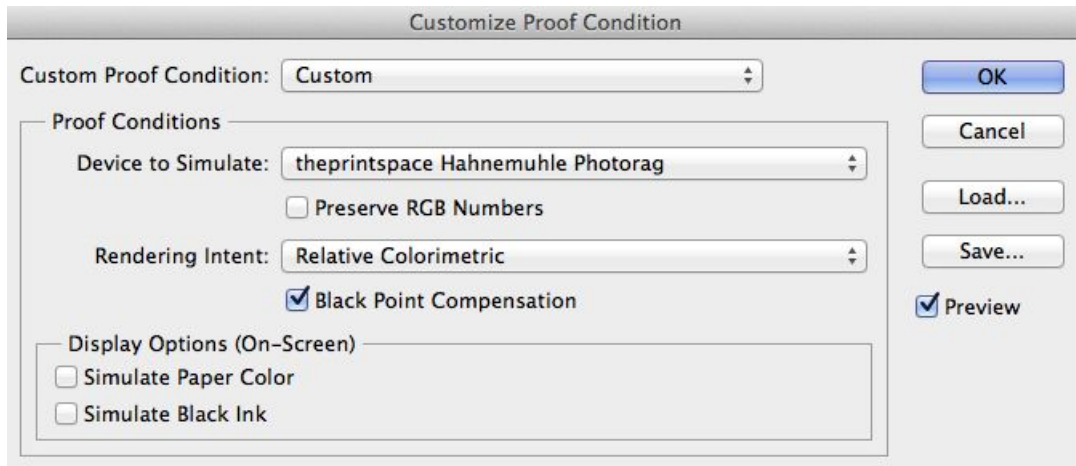 Customize Proof Condition
Custom Proof Condition: Custom
OK
Proof Conditions
Cancel
Device to Simulate: theprintspace Hahnemuhle Photorag
Preserve RGB Numbers
Load...
Rendering Intent: Relative Colorimetric
Save...
Black Point Compensation
Preview
Display Options (On-Screen)
Simulate Paper Color
Simulate Black Ink